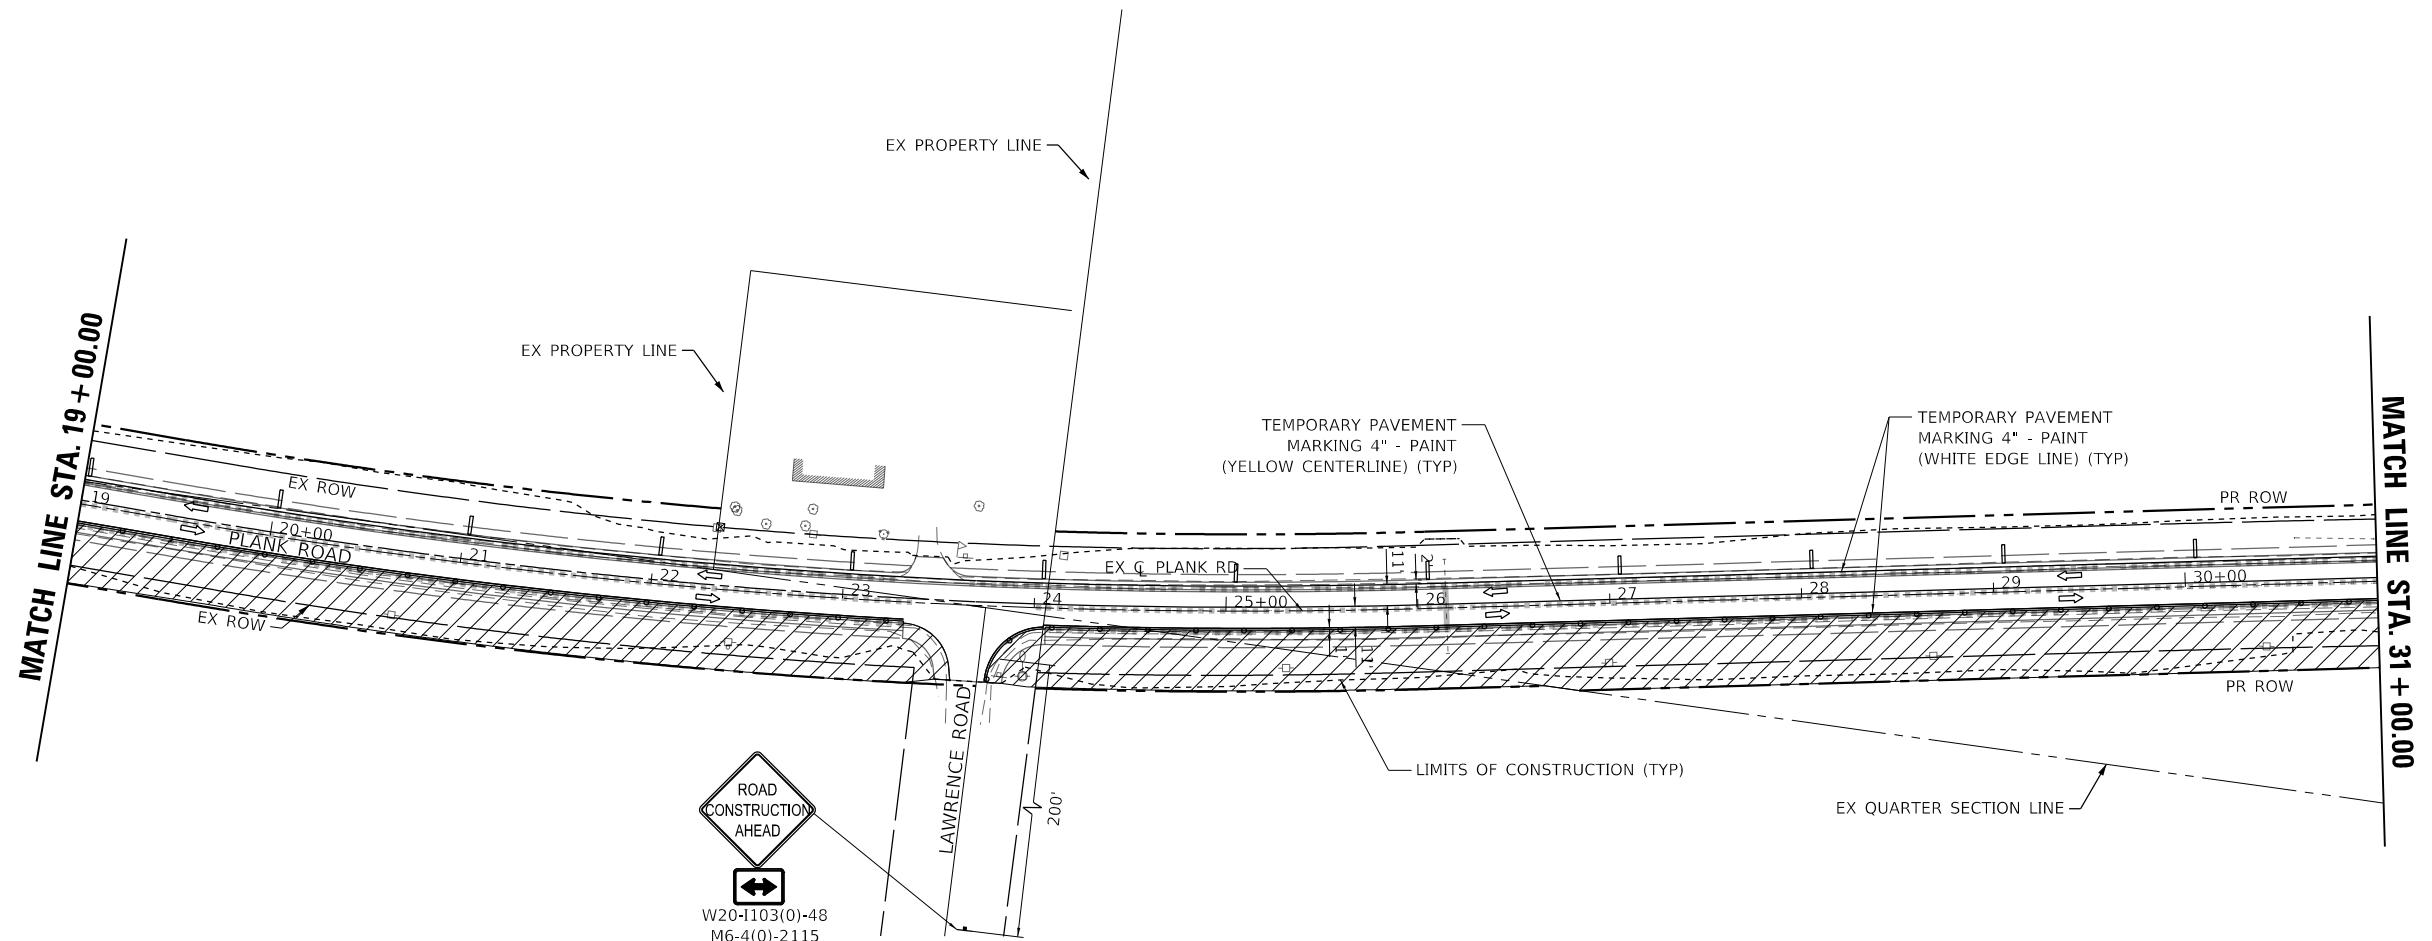 EX PROPERTY LINE
EX PROPERTY LINE
MATCH LINE STA. 19+00.00
TEMPORARY PAVEMENT
MARKING 4" - PAINT
(YELLOW CENTERLINE) (TYP)
TEMPORARY PAVEMENT
MARKING 4" - PAINT
(WHITE EDGE LINE) (TYP)
MATCH LINE STA. 31+00.00
PR ROW
EX ROW
19
20+00
PLANK ROAD
21
22
23
24
EX ℄ PLANK RD
25+00
11'
2'
26
27
28
29
30+00
1'
11'
EX ROW
PR ROW
LAWRENCE ROAD
200'
LIMITS OF CONSTRUCTION (TYP)
EX QUARTER SECTION LINE
ROAD
CONSTRUCTION
AHEAD
W20-I103(0)-48
M6-4(0)-2115